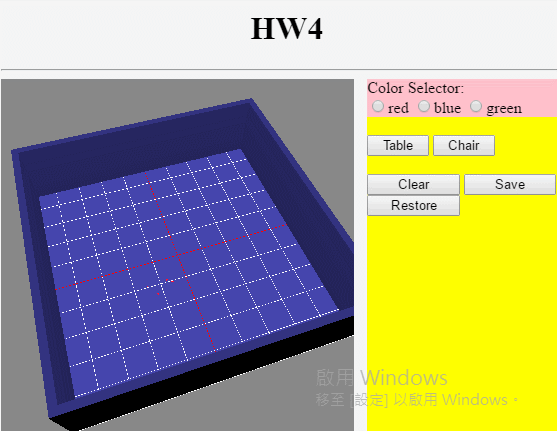 HW4
Color Selector:
red blue green
Table Chair
Clear Save
Restore
啟用 Windows
移至 [設定] 以啟用 Windows。